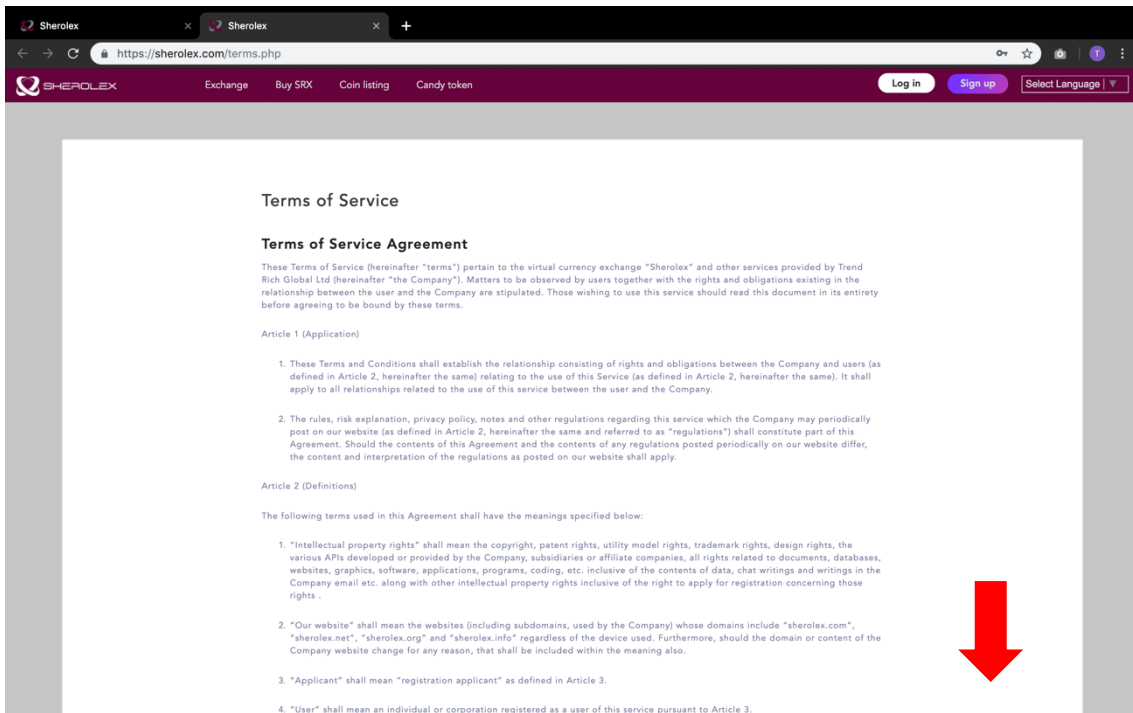 Sherolex
Sherolex
https://sherolex.com/terms.php
T
SHEROLEX
Exchange
Buy SRX
Coin listing
Candy token
Log in
Sign up
Select Language
Terms of Service
Terms of Service Agreement
These Terms of Service (hereinafter "terms") pertain to the virtual currency exchange "Sherolex" and other services provided by Trend
Rich Global Ltd (hereinafter "the Company"). Matters to be observed by users together with the rights and obligations existing in the
relationship between the user and the Company are stipulated. Those wishing to use this service should read this document in its entirety
before agreeing to be bound by these terms.
Article 1 (Application)
1. These Terms and Conditions shall establish the relationship consisting of rights and obligations between the Company and users (as
defined in Article 2, hereinafter the same) relating to the use of this Service (as defined in Article 2, hereinafter the same). It shall
apply to all relationships related to the use of this service between the user and the Company.
2. The rules, risk explanation, privacy policy, notes and other regulations regarding this service which the Company may periodically
post on our website (as defined in Article 2, hereinafter the same and referred to as "regulations") shall constitute part of this
Agreement. Should the contents of this Agreement and the contents of any regulations posted periodically on our website differ,
the content and interpretation of the regulations as posted on our website shall apply.
Article 2 (Definitions)
The following terms used in this Agreement shall have the meanings specified below:
1. "Intellectual property rights" shall mean the copyright, patent rights, utility model rights, trademark rights, design rights, the
various APIs developed or provided by the Company, subsidiaries or affiliate companies, all rights related to documents, databases,
websites, graphics, software, applications, programs, coding, etc. inclusive of the contents of data, chat writings and writings in the
Company email etc. along with other intellectual property rights inclusive of the right to apply for registration concerning those
rights .
2. "Our website" shall mean the websites (including subdomains, used by the Company) whose domains include "sherolex.com",
"sherolex.net", "sherolex.org" and "sherolex.info" regardless of the device used. Furthermore, should the domain or content of the
Company website change for any reason, that shall be included within the meaning also.
3. "Applicant" shall mean "registration applicant" as defined in Article 3.
4. "User" shall mean an individual or corporation registered as a user of this service pursuant to Article 3.